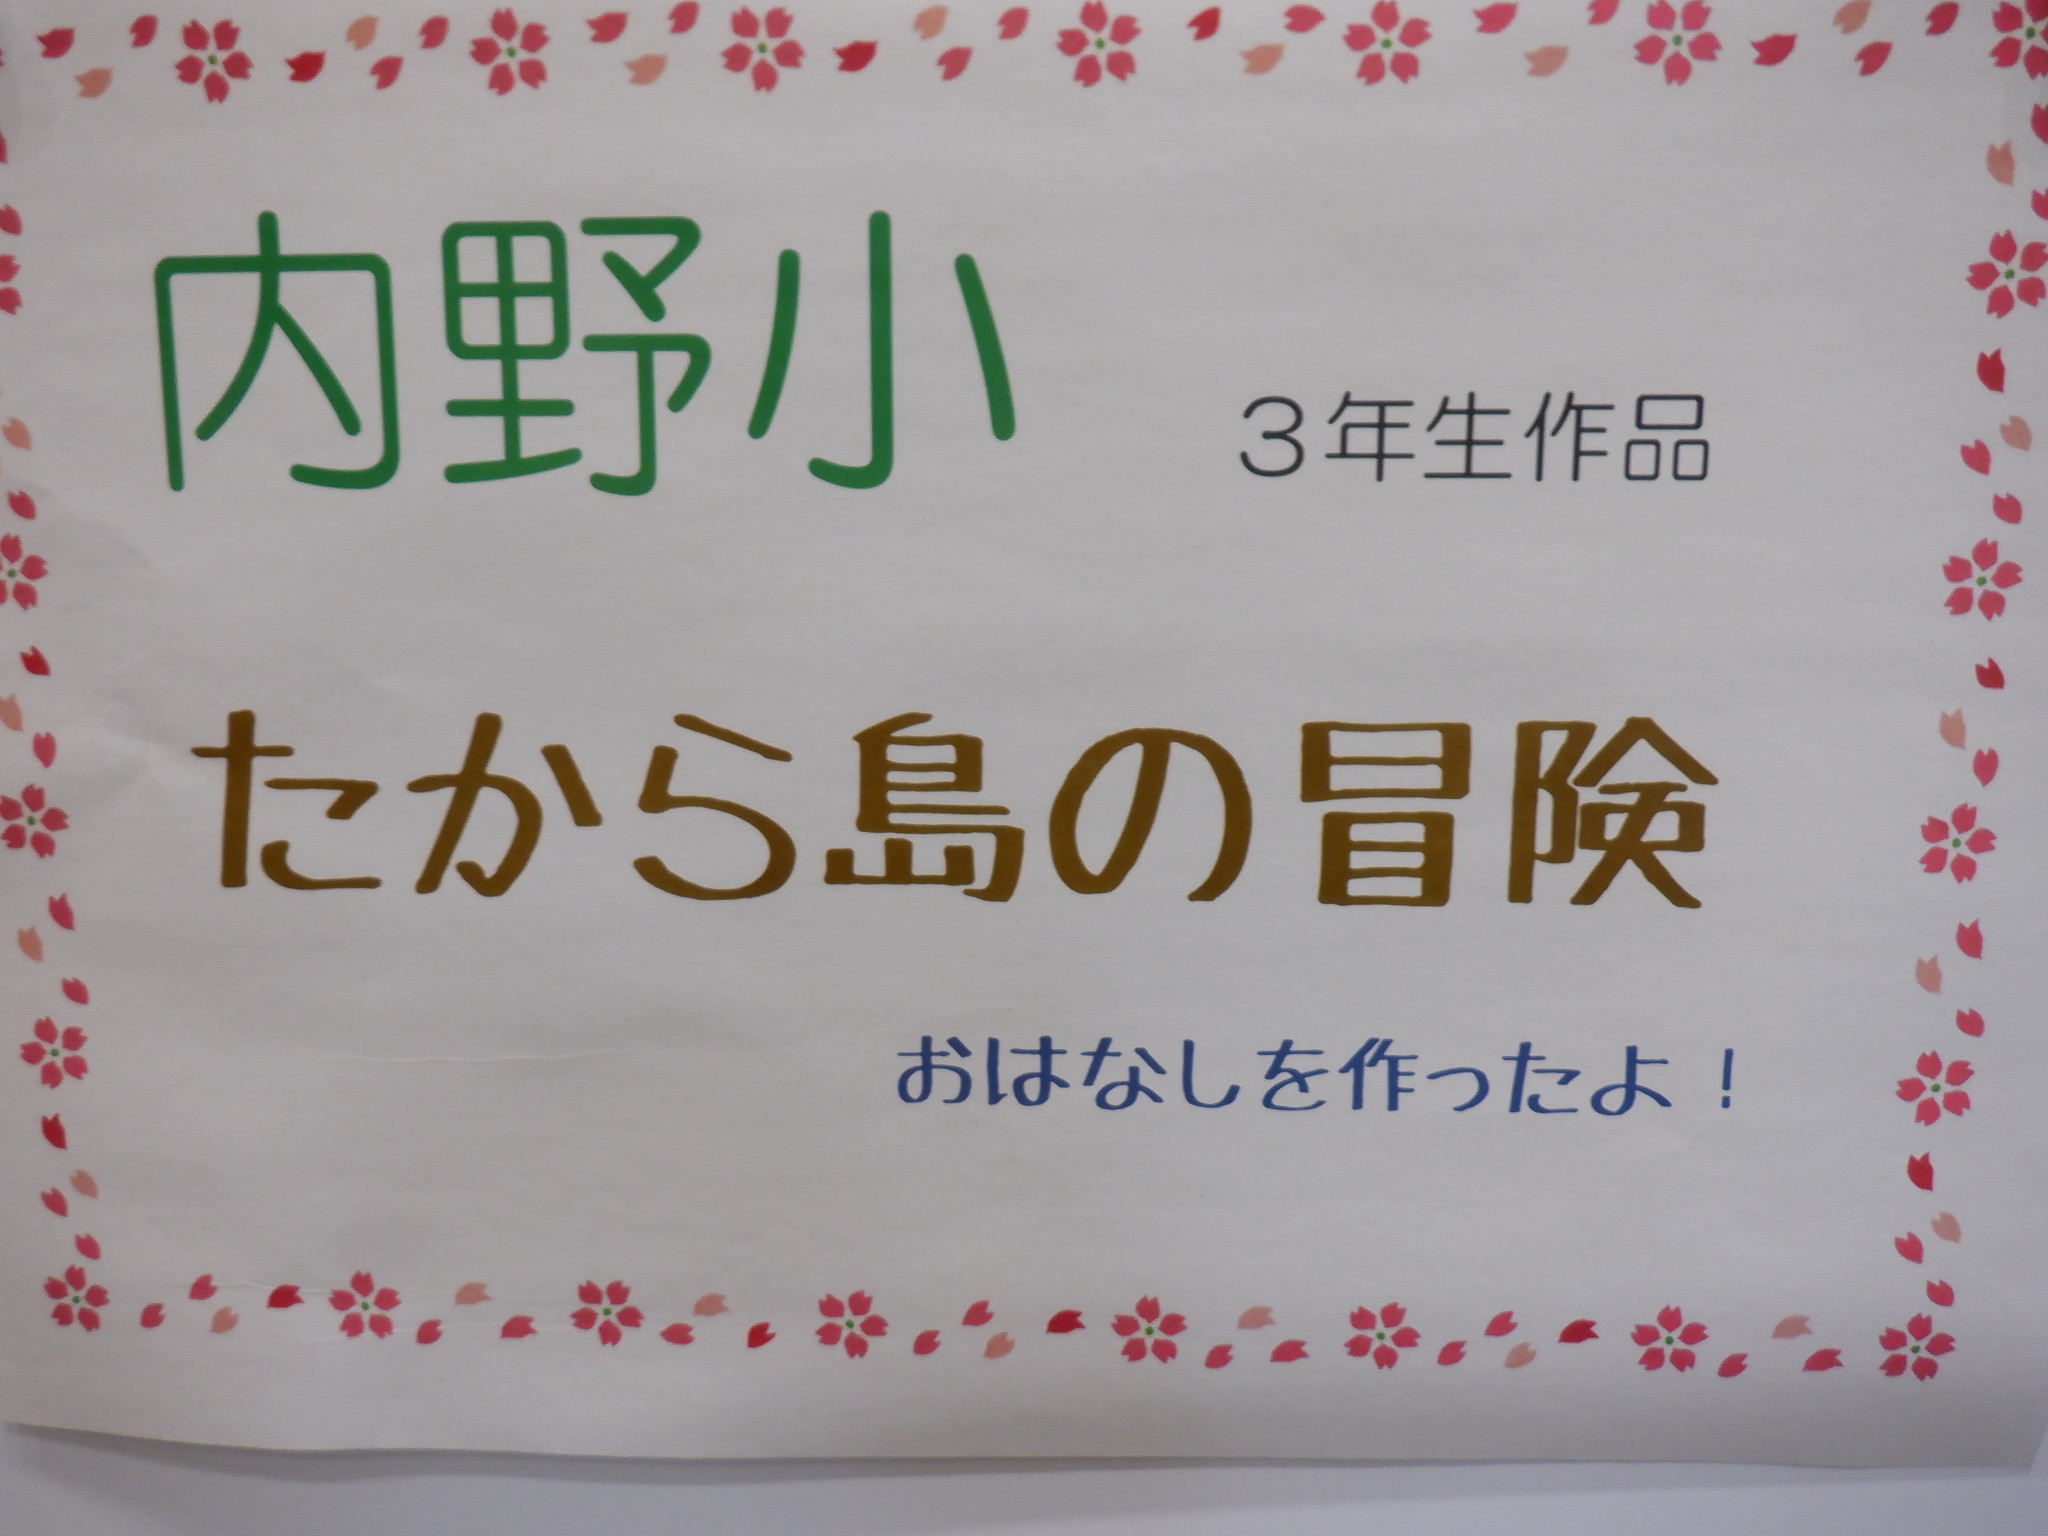 内野小 ３年生作品
たから島の冒険
おはなしを作ったよ！